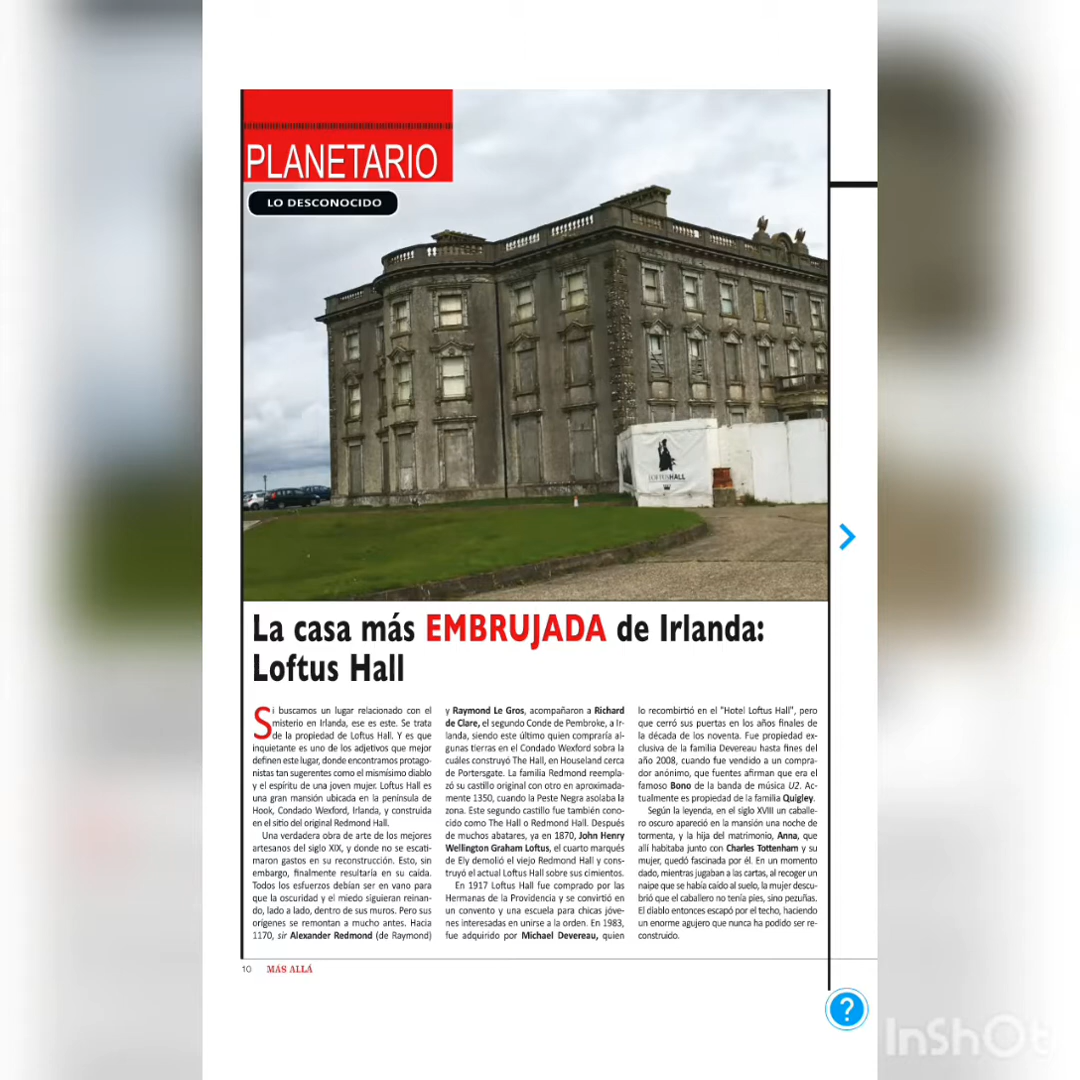 PLANETARIO
LO DESCONOCIDO
LOFTUSHALL
La casa más EMBRUJADA de Irlanda:
Loftus Hall
Si buscamos un lugar relacionado con el
misterio en Irlanda, ese es este. Se trata
de la propiedad de Loftus Hall. Y es que
inquietante es uno de los adjetivos que mejor
definen este lugar, donde encontramos protago-
nistas tan sugerentes como el mismísimo diablo
y el espíritu de una joven mujer. Loftus Hall es
una gran mansión ubicada en la península de
Hook, Condado Wexford, Irlanda, y construida
en el sitio del original Redmond Hall.
Una verdadera obra de arte de los mejores
artesanos del siglo XIX, y donde no se escati-
maron gastos en su reconstrucción. Esto, sin
embargo, finalmente resultaría en su caída.
Todos los esfuerzos debían ser en vano para
que la oscuridad y el miedo siguieran reinan-
do, lado a lado, dentro de sus muros. Pero sus
orígenes se remontan a mucho antes. Hacia
1170, sir Alexander Redmond (de Raymond)
y Raymond Le Gros, acompañaron a Richard
de Clare, el segundo Conde de Pembroke, a Ir-
landa, siendo este último quien compraría al-
gunas tierras en el Condado Wexford sobra la
cuáles construyó The Hall, en Houseland cerca
de Portersgate. La familia Redmond reempla-
zó su castillo original con otro en aproximada-
mente 1350, cuando la Peste Negra asolaba la
zona. Este segundo castillo fue también cono-
cido como The Hall o Redmond Hall. Después
de muchos abatares, ya en 1870, John Henry
Wellington Graham Loftus, el cuarto marqués
de Ely demolió el viejo Redmond Hall y cons-
truyó el actual Loftus Hall sobre sus cimientos.
En 1917 Loftus Hall fue comprado por las
Hermanas de la Providencia y se convirtió en
un convento y una escuela para chicas jóve-
nes interesadas en unirse a la orden. En 1983,
fue adquirido por Michael Devereau, quien
lo recombirtió en el "Hotel Loftus Hall", pero
que cerró sus puertas en los años finales de
la década de los noventa. Fue propiedad ex-
clusiva de la familia Devereau hasta fines del
año 2008, cuando fue vendido a un compra-
dor anónimo, que fuentes afirman que era el
famoso Bono de la banda de música U2. Ac-
tualmente es propiedad de la familia Quigley.
Según la leyenda, en el siglo XVIII un caballe-
ro oscuro apareció en la mansión una noche de
tormenta, y la hija del matrimonio, Anna, que
allí habitaba junto con Charles Tottenham y su
mujer, quedó fascinada por él. En un momento
dado, mientras jugaban a las cartas, al recoger un
naipe que se había caído al suelo, la mujer descu-
brió que el caballero no tenía pies, sino pezuñas.
El diablo entonces escapó por el techo, haciendo
un enorme agujero que nunca ha podido ser re-
construido.
10 MÁS ALLÁ
?
InShOt